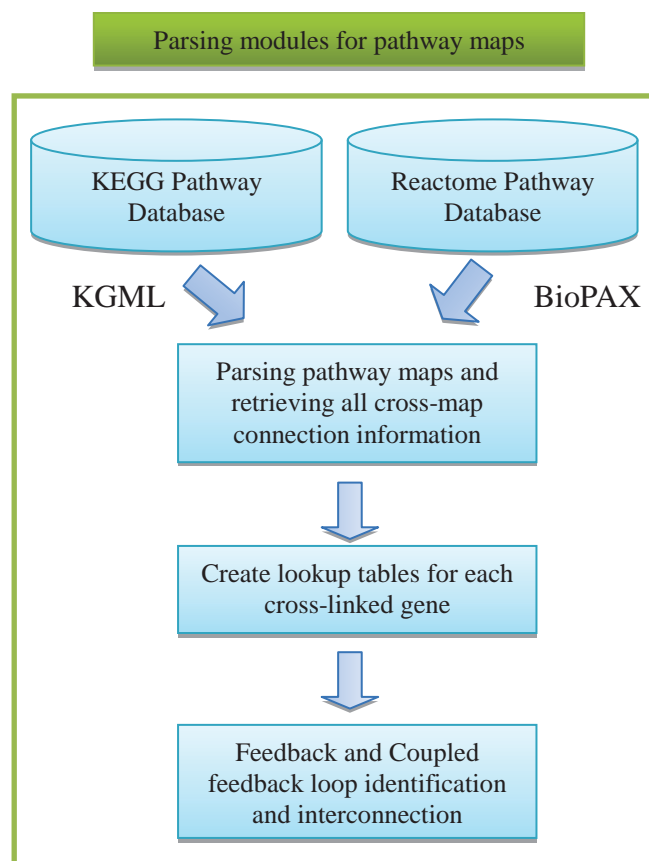 Parsing modules for pathway maps
KEGG Pathway
Database
Reactome Pathway
Database
KGML
BioPAX
Parsing pathway maps and
retrieving all cross-map
connection information
Create lookup tables for each
cross-linked gene
Feedback and Coupled
feedback loop identification
and interconnection